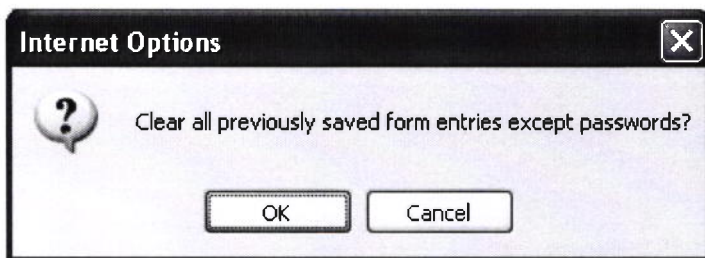 Internet Options
Clear all previously saved form entries except passwords?
OK
Cancel